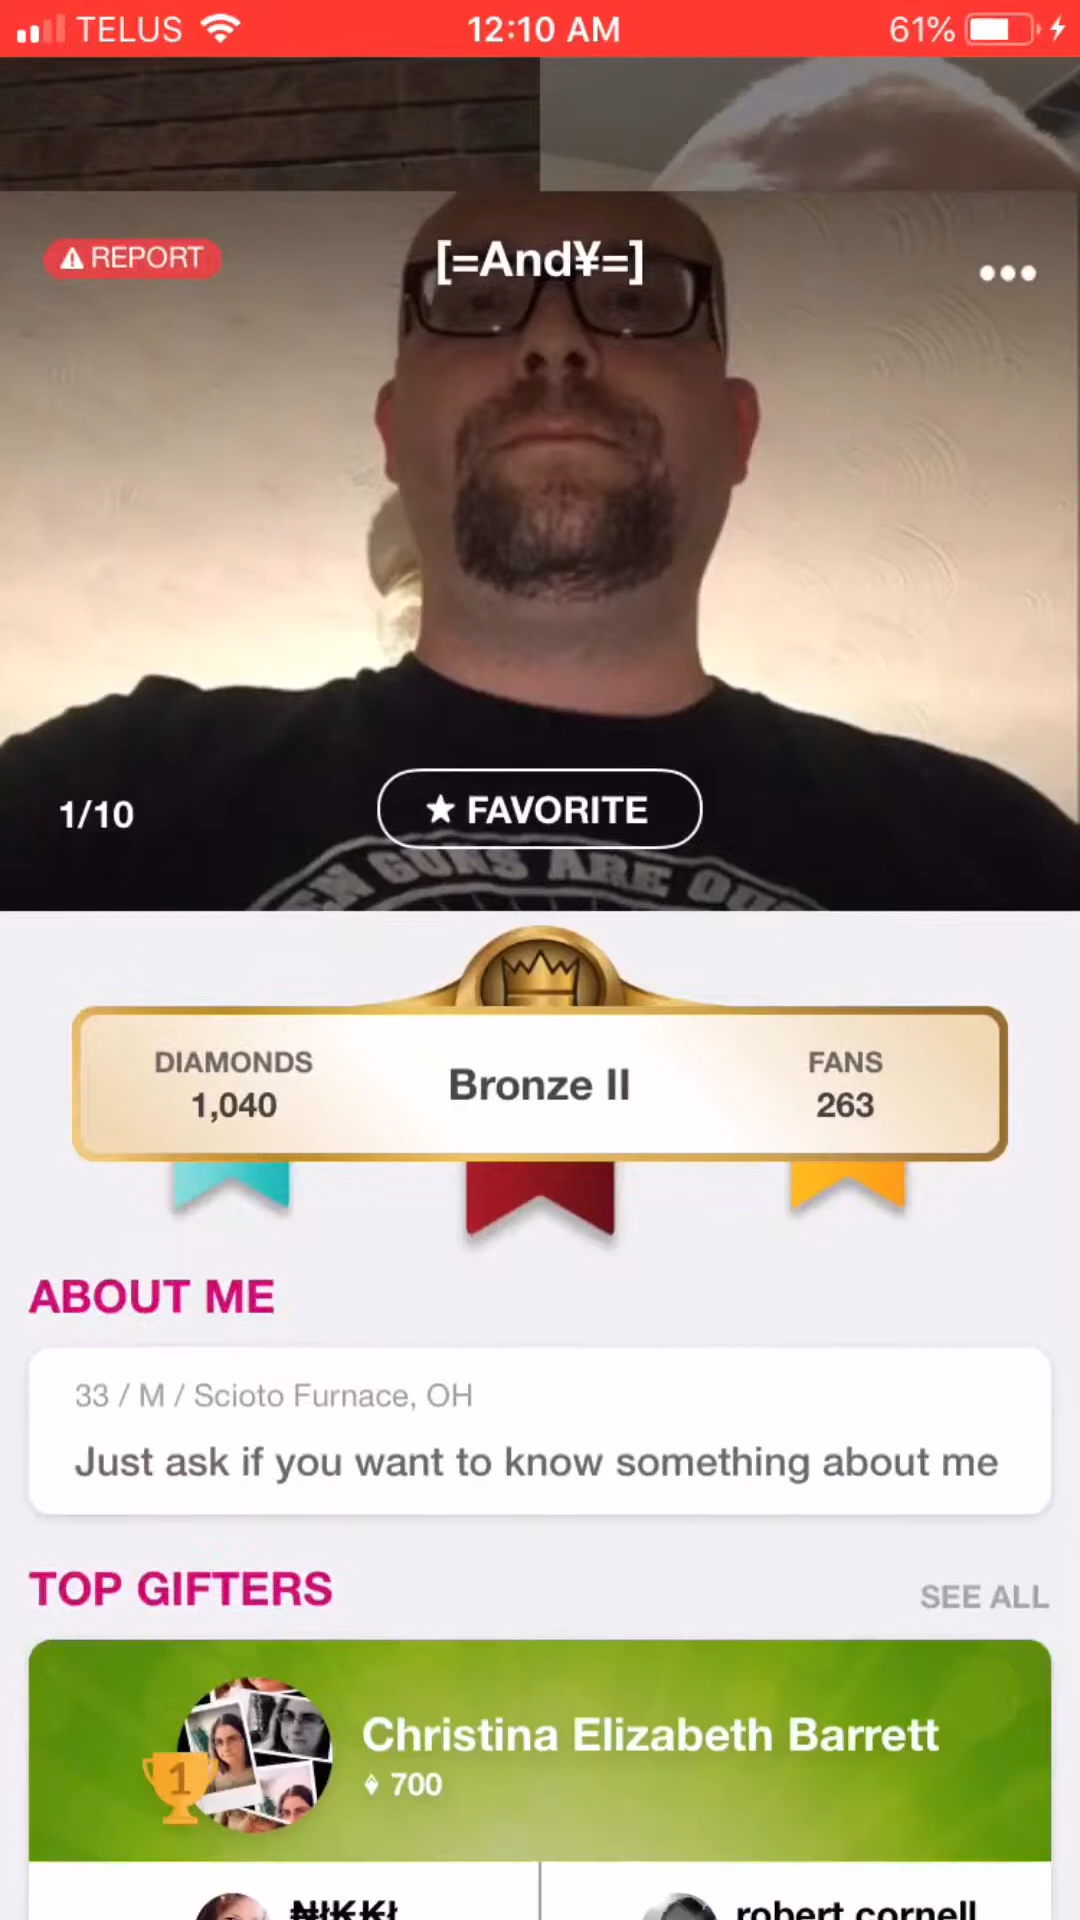 TELUS 12:10 AM 61%
REPORT [=And¥=]
1/10 FAVORITE
GUNS ARE
DIAMONDS Bronze II FANS
1,040 263
ABOUT ME
33 / M / Scioto Furnace, OH
Just ask if you want to know something about me
TOP GIFTERS SEE ALL
1 Christina Elizabeth Barrett
700
₦ł₭₭ł robert cornell